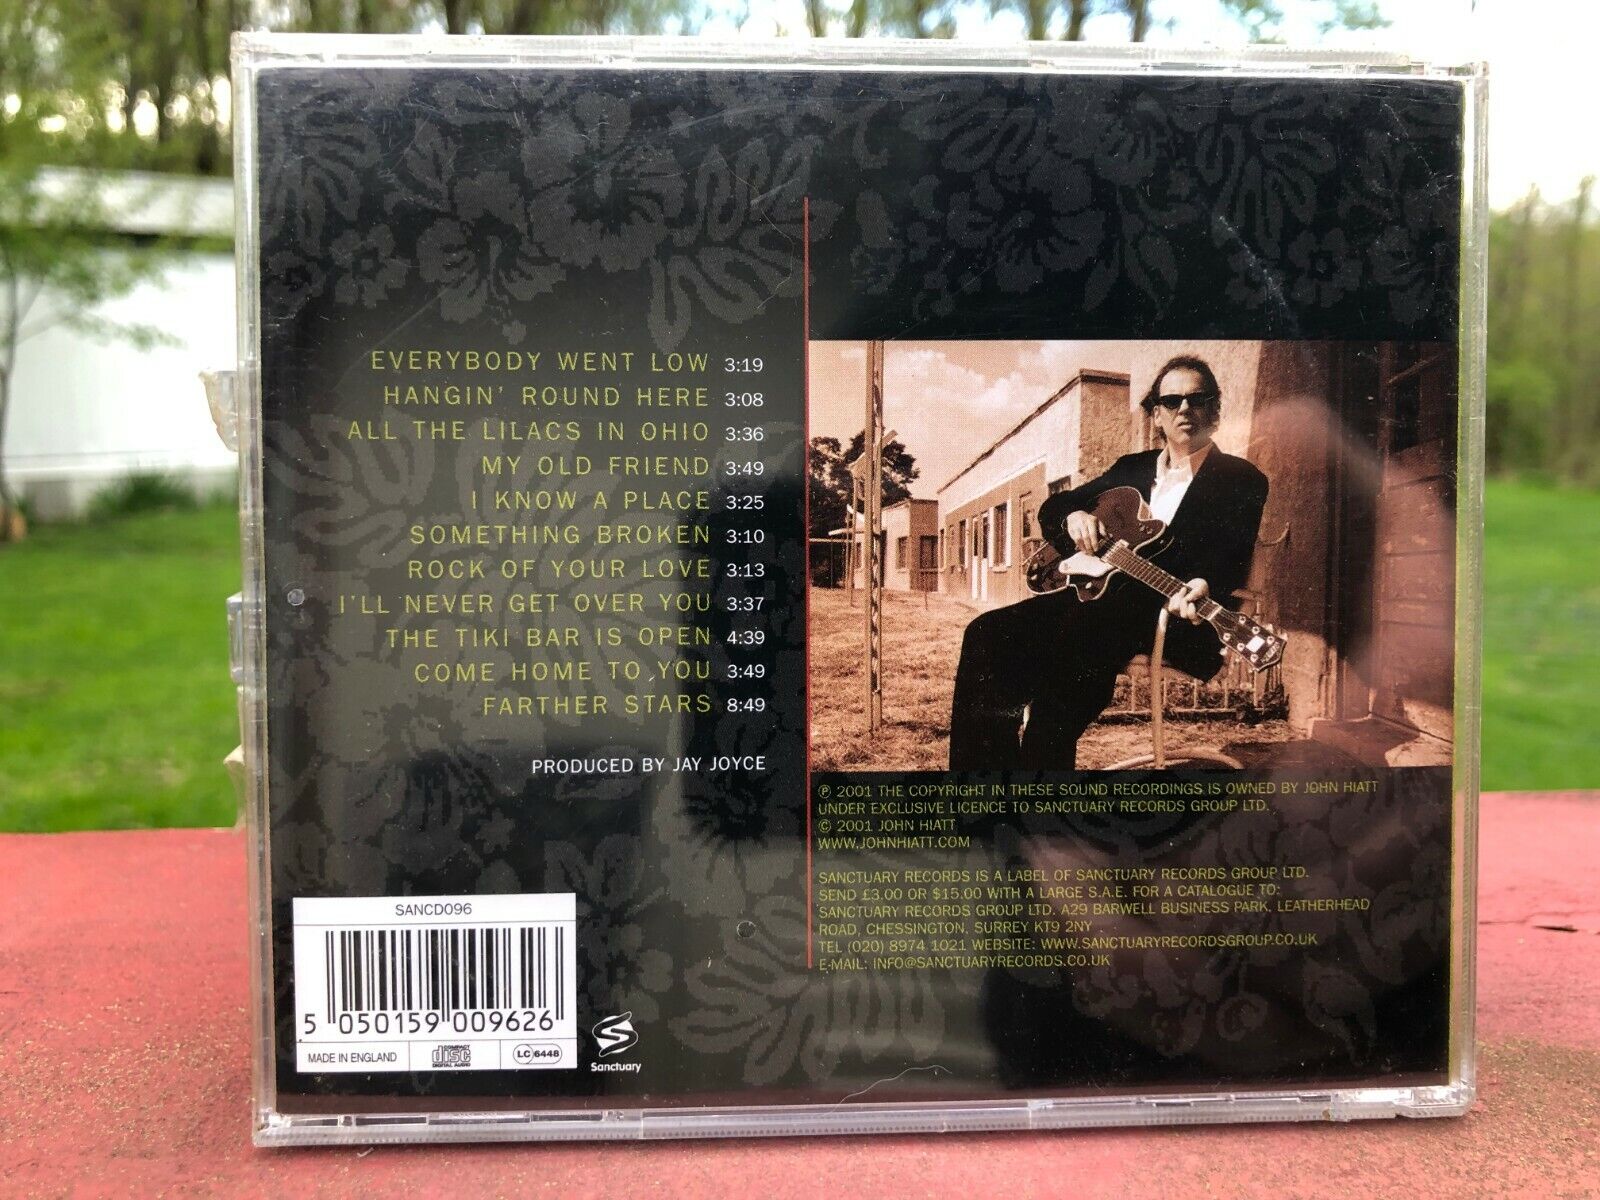 EVERYBODY WENT LOW 3:19
HANGIN' ROUND HERE 3:08
ALL THE LILACS IN OHIO 3:36
MY OLD FRIEND 3:49
I KNOW A PLACE 3:25
SOMETHING BROKEN 3:10
ROCK OF YOUR LOVE 3:13
I'LL NEVER GET OVER YOU 3:37
THE TIKI BAR IS OPEN 4:39
COME HOME TO YOU 3:49
FARTHER STARS 8:49
PRODUCED BY JAY JOYCE
℗ 2001 THE COPYRIGHT IN THESE SOUND RECORDINGS IS OWNED BY JOHN HIATT
UNDER EXCLUSIVE LICENCE TO SANCTUARY RECORDS GROUP LTD.
© 2001 JOHN HIATT
WWW.JOHNHIATT.COM
SANCTUARY RECORDS IS A LABEL OF SANCTUARY RECORDS GROUP LTD.
SEND £3.00 OR $15.00 WITH A LARGE S.A.E. FOR A CATALOGUE TO:
SANCTUARY RECORDS GROUP LTD. A29 BARWELL BUSINESS PARK, LEATHERHEAD
ROAD, CHESSINGTON, SURREY KT9 2NY
TEL (020) 8974 1021 WEBSITE: WWW.SANCTUARYRECORDSGROUP.CO.UK
E-MAIL: INFO@SANCTUARYRECORDS.CO.UK
SANCD096
5 050159 009626
MADE IN ENGLAND
COMPACT
disc
DIGITAL AUDIO
LC 6448
Sanctuary